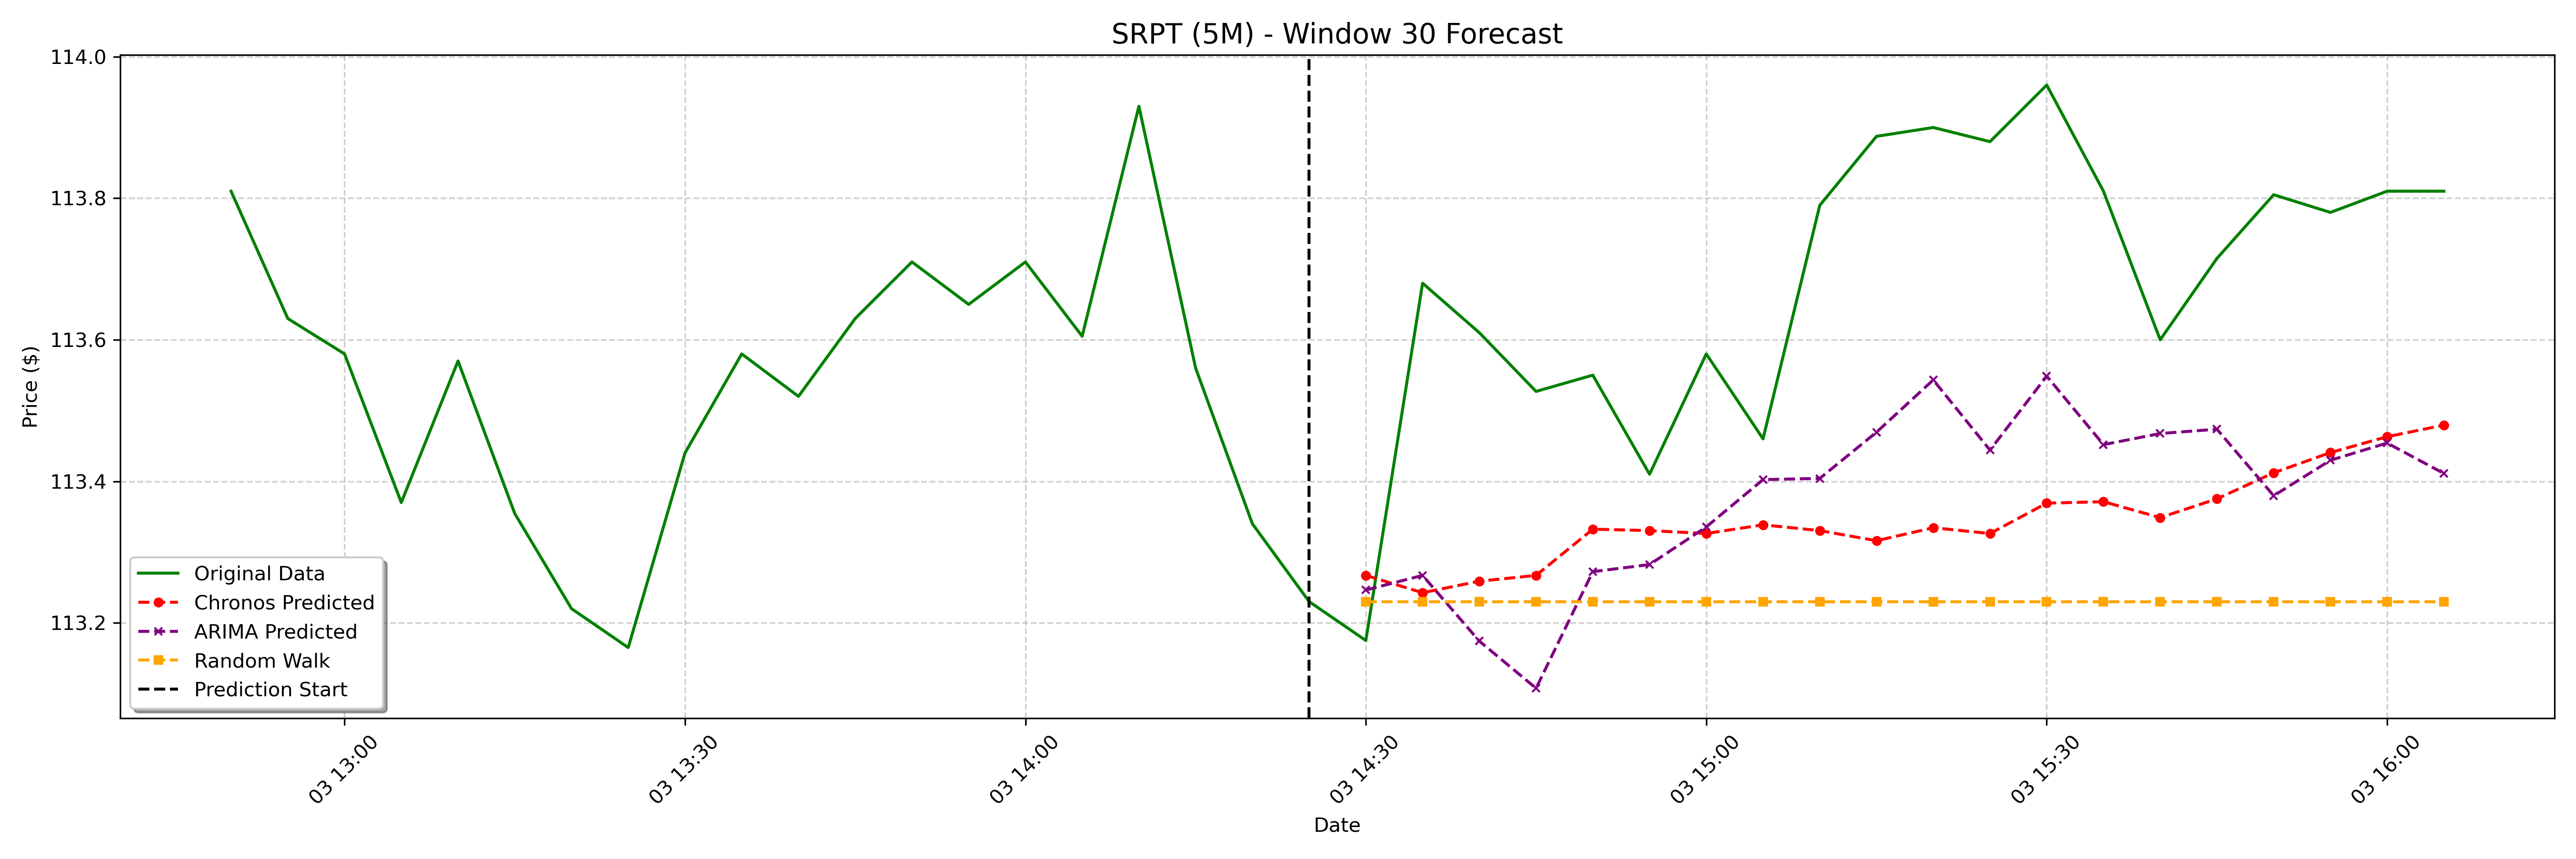 SRPT (5M) - Window 30 Forecast
Price ($)
114.0
113.8
113.6
113.4
113.2
Original Data
Chronos Predicted
ARIMA Predicted
Random Walk
Prediction Start
03 13:00
03 13:30
03 14:00
03 14:30
03 15:00
03 15:30
03 16:00
Date